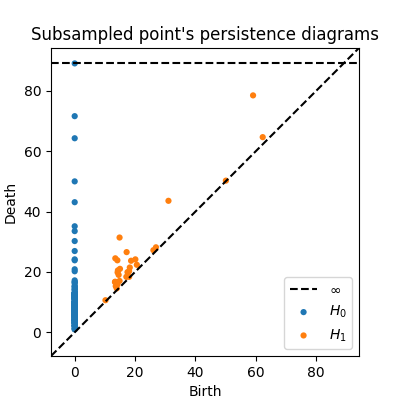 Subsampled point's persistence diagrams
Death
80
60
40
20
0
0 20 40 60 80
Birth
∞
H₀
H₁